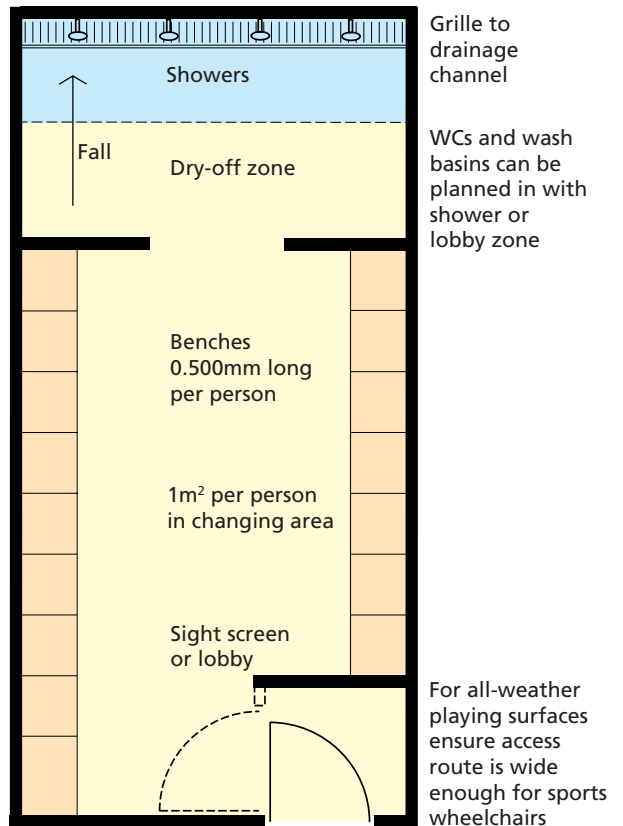 Grille to
drainage
channel
Showers
WCs and wash
basins can be
planned in with
shower or
lobby zone
Fall
Dry-off zone
Benches
0.500mm long
per person
1m² per person
in changing area
Sight screen
or lobby
For all-weather
playing surfaces
ensure access
route is wide
enough for sports
wheelchairs